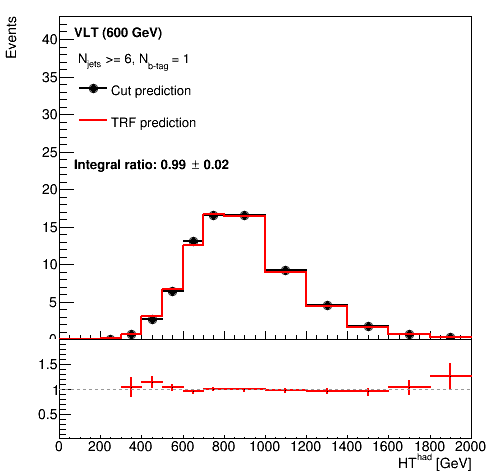 Events
VLT (600 GeV)
N_jets >= 6, N_b-tag = 1
Cut prediction
TRF prediction
Integral ratio: 0.99 ± 0.02
40
35
30
25
20
15
10
5
0
1.5
1
0.5
0 200 400 600 800 1000 1200 1400 1600 1800 2000
HT^had [GeV]